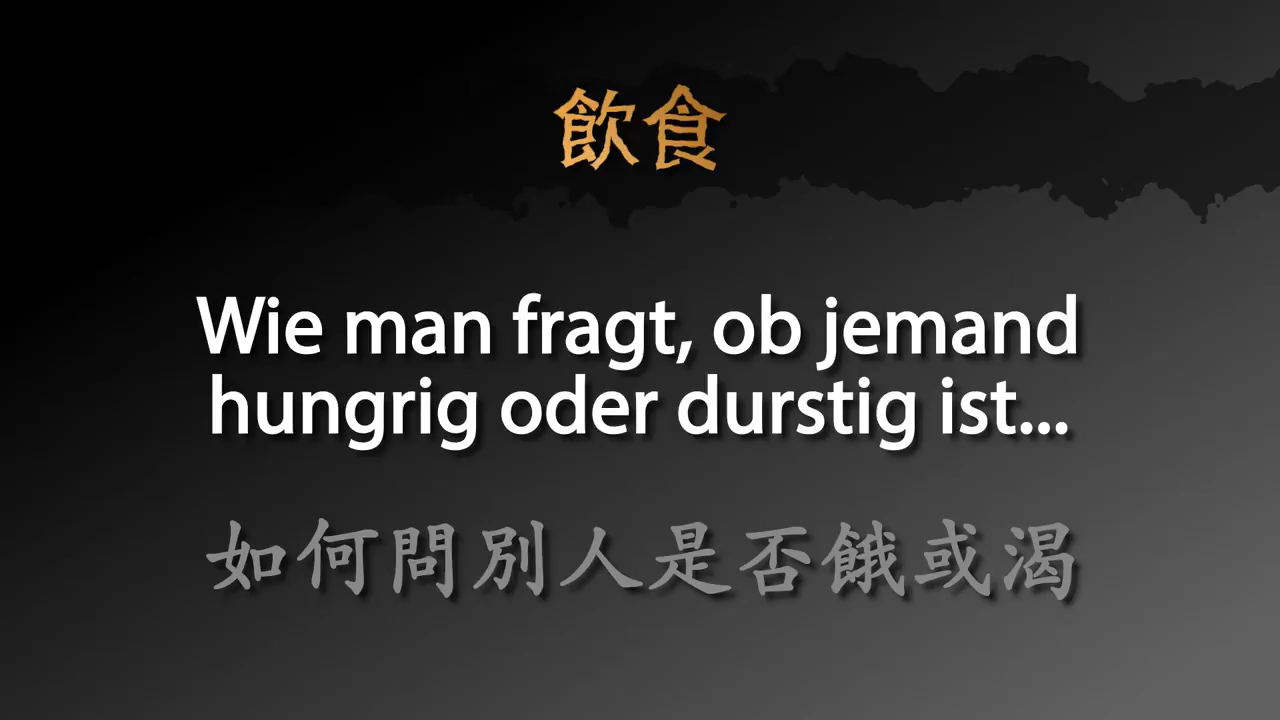 飲食
Wie man fragt, ob jemand
hungrig oder durstig ist...
如何問別人是否餓或渴